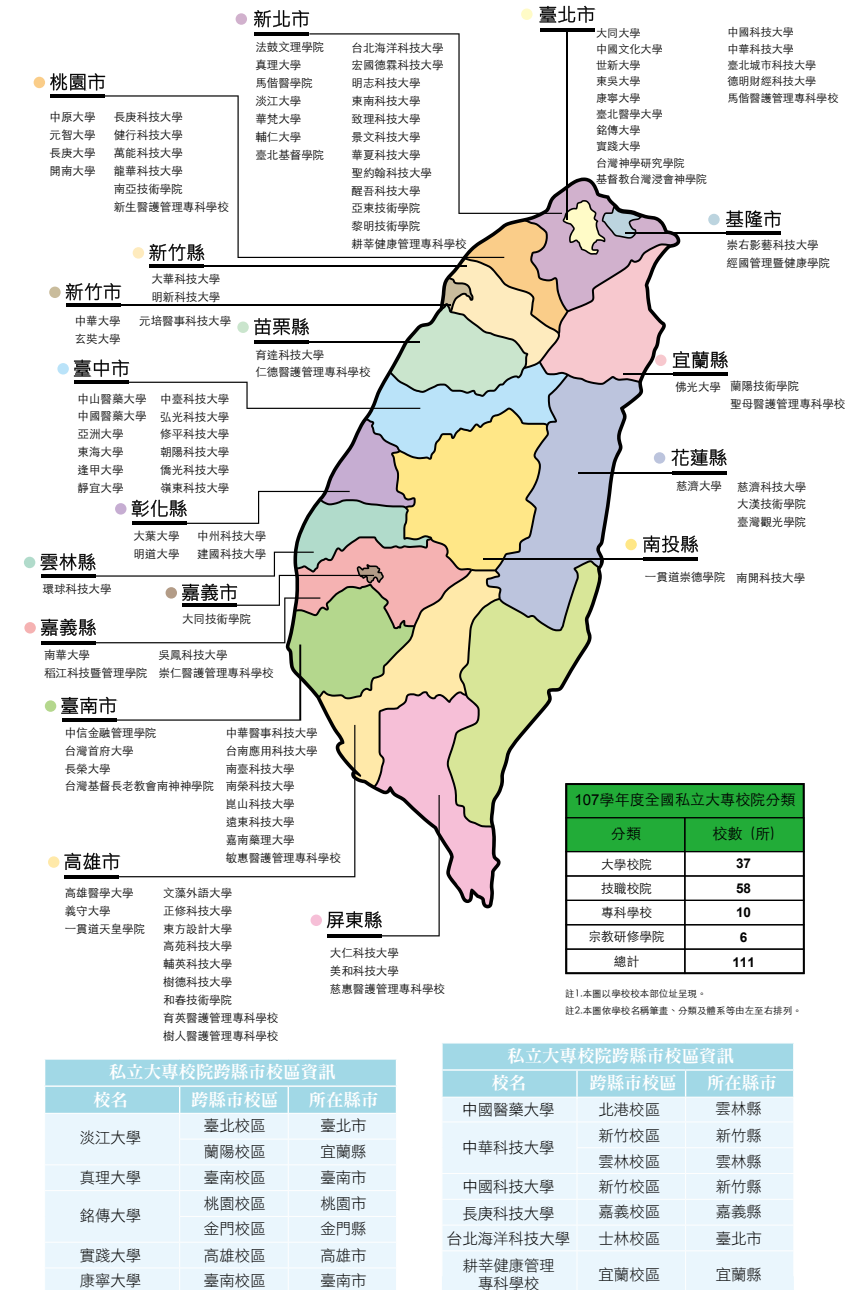 新北市
法鼓文理學院
真理大學
馬偕醫學院
淡江大學
華梵大學
輔仁大學
臺北基督學院
台北海洋科技大學
宏國德霖科技大學
明志科技大學
東南科技大學
致理科技大學
景文科技大學
華夏科技大學
聖約翰科技大學
醒吾科技大學
亞東技術學院
黎明技術學院
耕莘健康管理專科學校
臺北市
大同大學
中國文化大學
世新大學
東吳大學
康寧大學
臺北醫學大學
銘傳大學
實踐大學
台灣神學研究學院
基督教台灣浸會神學院
中國科技大學
中華科技大學
臺北城市科技大學
德明財經科技大學
馬偕醫護管理專科學校
桃園市
中原大學
元智大學
長庚大學
開南大學
長庚科技大學
健行科技大學
萬能科技大學
龍華科技大學
南亞技術學院
新生醫護管理專科學校
基隆市
崇右影藝科技大學
經國管理暨健康學院
新竹縣
大華科技大學
明新科技大學
新竹市
中華大學
玄奘大學
元培醫事科技大學
苗栗縣
育達科技大學
仁德醫護管理專科學校
宜蘭縣
佛光大學
蘭陽技術學院
聖母醫護管理專科學校
臺中市
中山醫藥大學
中國醫藥大學
亞洲大學
東海大學
逢甲大學
靜宜大學
中臺科技大學
弘光科技大學
修平科技大學
朝陽科技大學
僑光科技大學
嶺東科技大學
花蓮縣
慈濟大學
慈濟科技大學
大漢技術學院
臺灣觀光學院
彰化縣
大葉大學
明道大學
中州科技大學
建國科技大學
南投縣
一貫道崇德學院
南開科技大學
雲林縣
環球科技大學
嘉義市
大同技術學院
嘉義縣
南華大學
稻江科技暨管理學院
吳鳳科技大學
崇仁醫護管理專科學校
臺南市
中信金融管理學院
台灣首府大學
長榮大學
台灣基督長老教會南神神學院
中華醫事科技大學
台南應用科技大學
南臺科技大學
南榮科技大學
崑山科技大學
遠東科技大學
嘉南藥理大學
敏惠醫護管理專科學校
高雄市
高雄醫學大學
義守大學
一貫道天皇學院
文藻外語大學
正修科技大學
東方設計大學
高苑科技大學
輔英科技大學
樹德科技大學
和春技術學院
育英醫護管理專科學校
樹人醫護管理專科學校
屏東縣
大仁科技大學
美和科技大學
慈惠醫護管理專科學校
107學年度全國私立大專校院分類
分類 校數（所）
大學校院 37
技職校院 58
專科學校 10
宗教研修學院 6
總計 111
註1.本圖以學校校本部位址呈現。
註2.本圖依學校名稱筆畫、分類及體系等由左至右排列。
私立大專校院跨縣市校區資訊
校名 跨縣市校區 所在縣市
淡江大學 臺北校區 臺北市
蘭陽校區 宜蘭縣
真理大學 臺南校區 臺南市
銘傳大學 桃園校區 桃園市
金門校區 金門縣
實踐大學 高雄校區 高雄市
康寧大學 臺南校區 臺南市
私立大專校院跨縣市校區資訊
校名 跨縣市校區 所在縣市
中國醫藥大學 北港校區 雲林縣
中華科技大學 新竹校區 新竹縣
雲林校區 雲林縣
中國科技大學 新竹校區 新竹縣
長庚科技大學 嘉義校區 嘉義縣
台北海洋科技大學 士林校區 臺北市
耕莘健康管理
專科學校 宜蘭校區 宜蘭縣